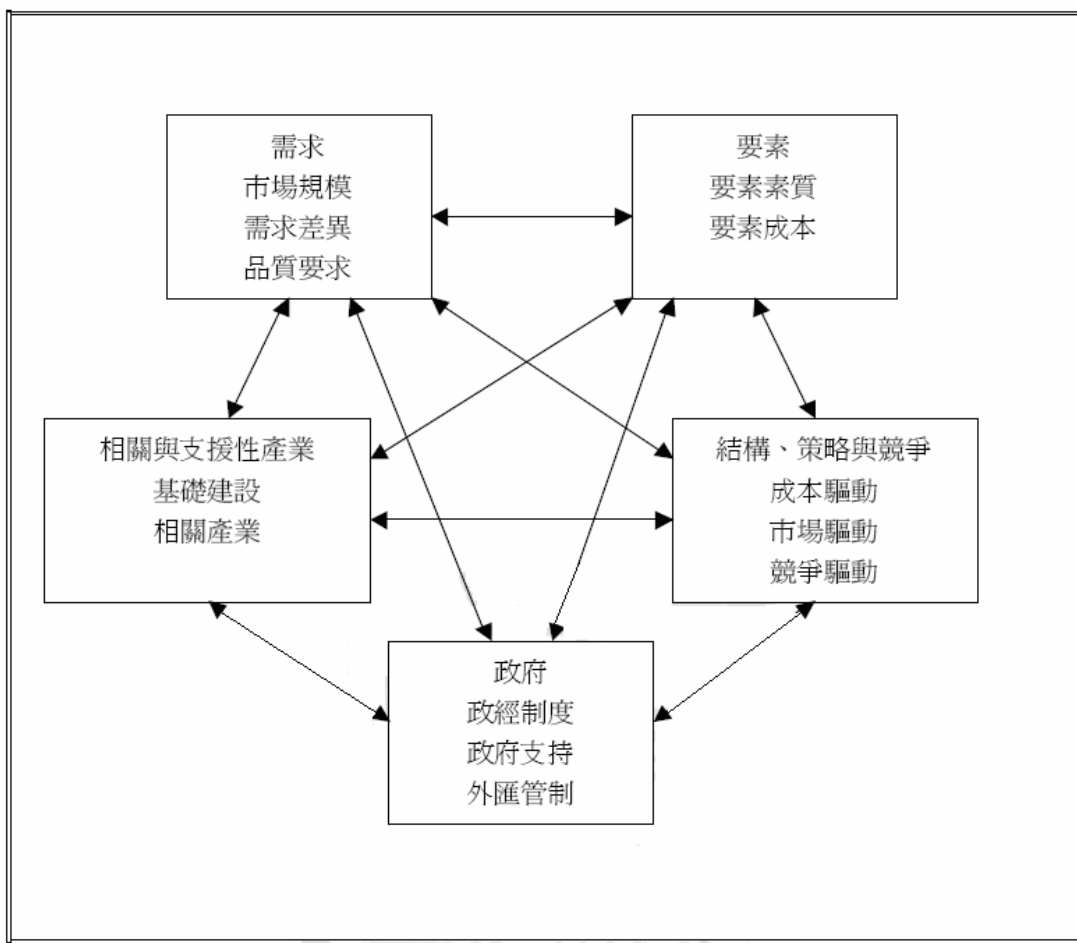 需求
市場規模
需求差異
品質要求
要素
要素素質
要素成本
相關與支援性產業
基礎建設
相關產業
結構、策略與競爭
成本驅動
市場驅動
競爭驅動
政府
政經制度
政府支持
外匯管制